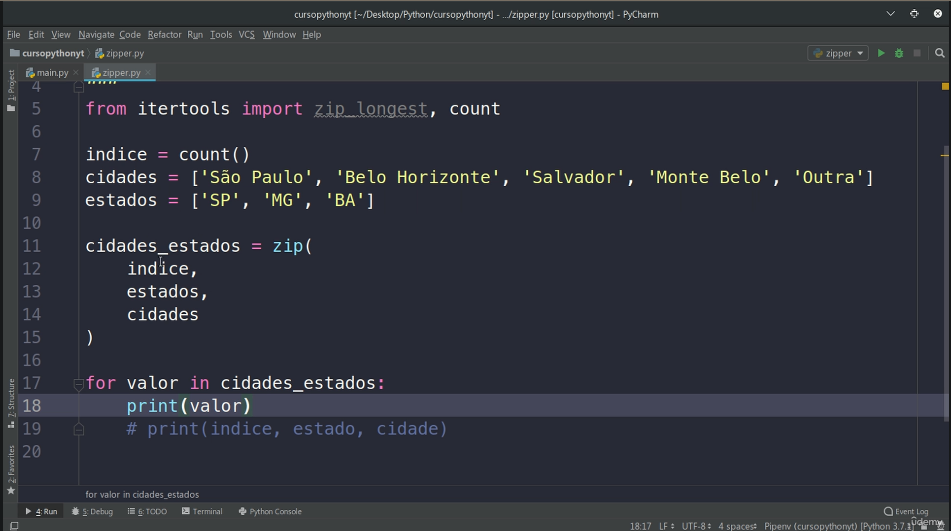 cursopythonyt [~/Desktop/Python/cursopythonyt] - .../zipper.py [cursopythonyt] - PyCharm
File Edit View Navigate Code Refactor Run Tools VCS Window Help
cursopythonyt zipper.py zipper
main.py zipper.py
1: Project
4
5 from itertools import zip_longest, count
6
7 indice = count()
8 cidades = ['São Paulo', 'Belo Horizonte', 'Salvador', 'Monte Belo', 'Outra']
9 estados = ['SP', 'MG', 'BA']
10
11 cidades_estados = zip(
12 indice,
13 estados,
14 cidades
15 )
16
17 for valor in cidades_estados:
18 print(valor)
19 # print(indice, estado, cidade)
20
7: Structure
2: Favorites
for valor in cidades_estados
4: Run 5: Debug 6: TODO Terminal Python Console Event Log
18:17 LF UTF-8 4 spaces Pipenv (cursopythonyt) [Python 3.7.1]
udemy